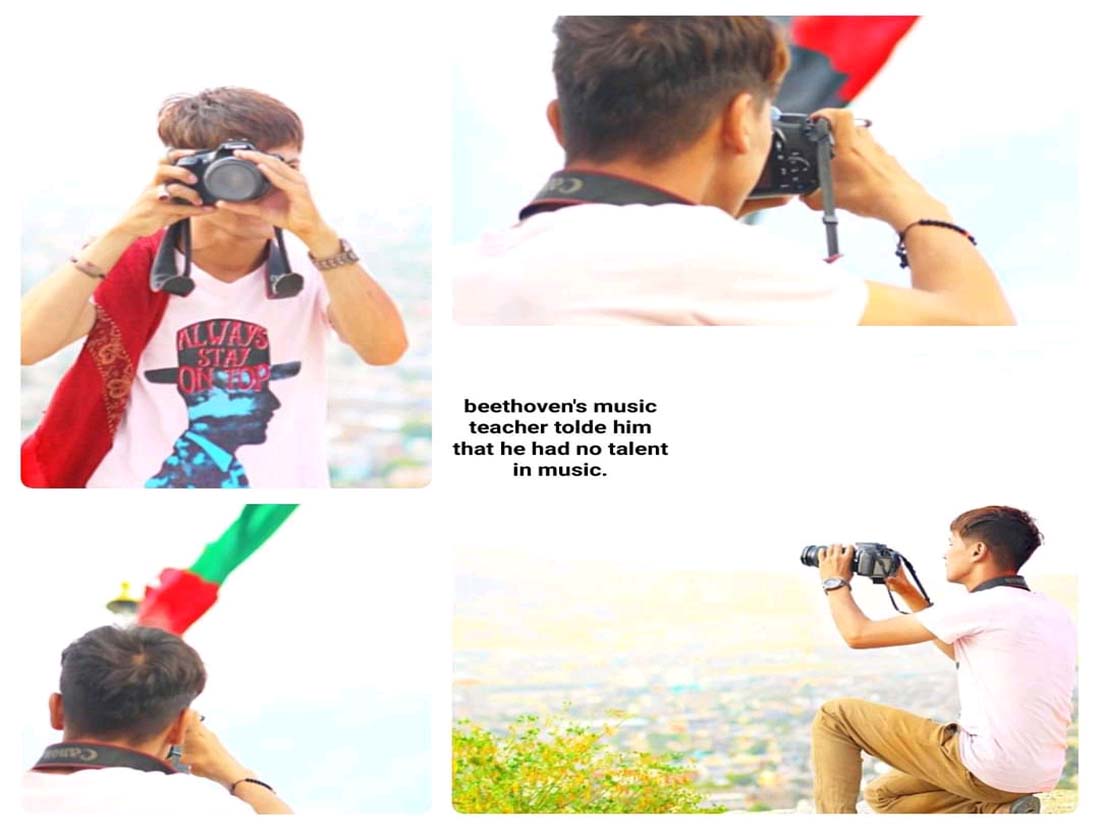 ALWAYS
STAY
ON TOP
Canon
beethoven's music
teacher tolde him
that he had no talent
in music.
Canon